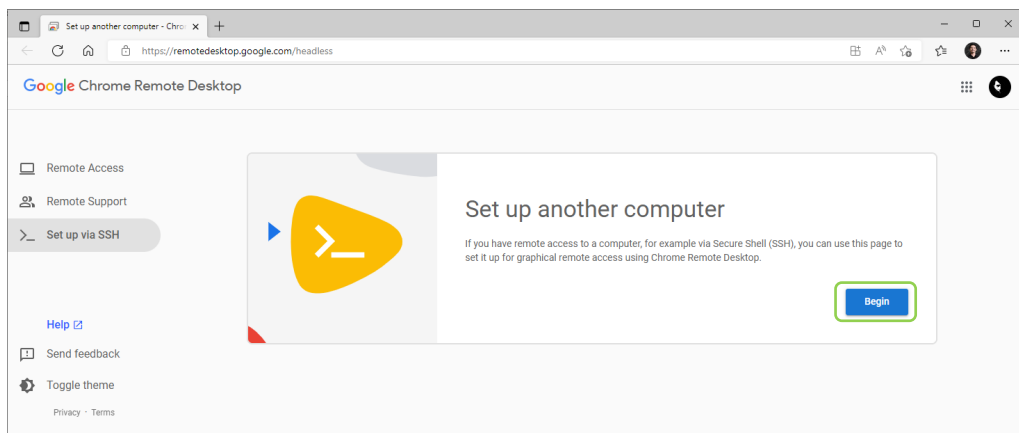 Set up another computer - Chro
https://remotedesktop.google.com/headless
Google Chrome Remote Desktop
Remote Access
Remote Support
Set up via SSH
Help
Send feedback
Toggle theme
Privacy · Terms
Set up another computer
If you have remote access to a computer, for example via Secure Shell (SSH), you can use this page to
set it up for graphical remote access using Chrome Remote Desktop.
Begin